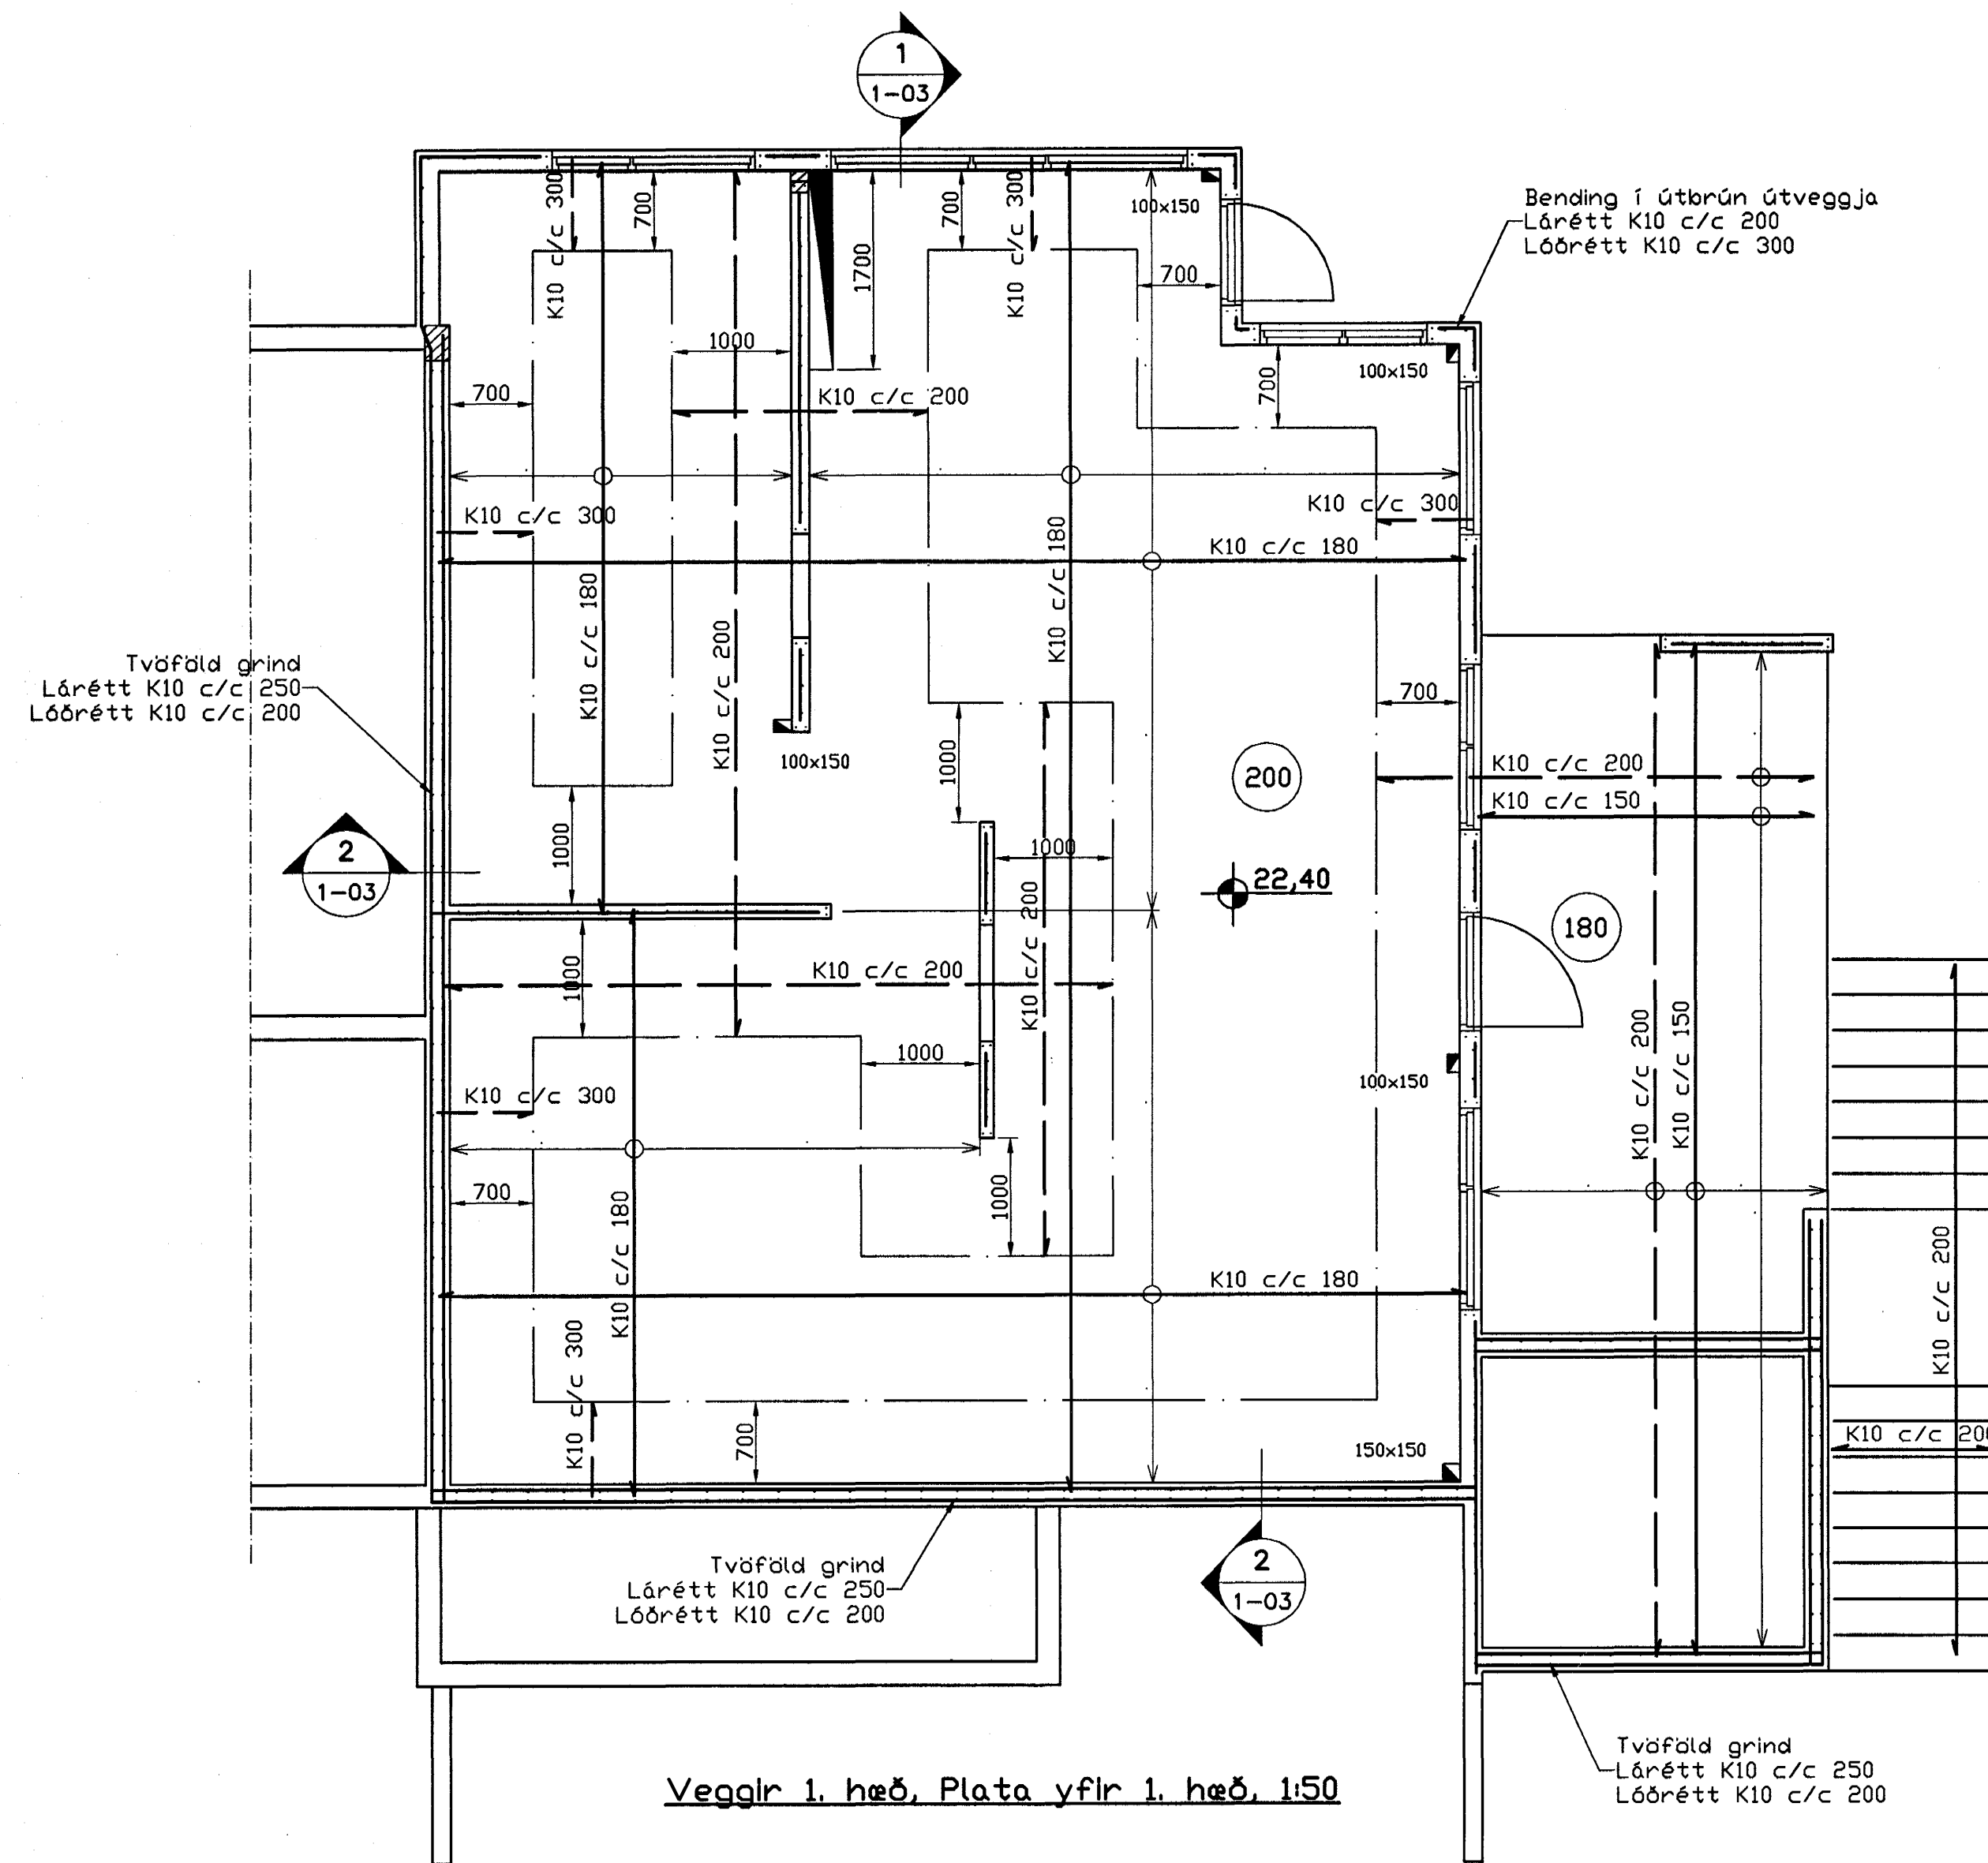 1
1-03
K10 c/c 300
700
1700
700
K10 c/c 300
100x150
700
Bending í útbrún útveggja
Lárétt K10 c/c 200
Lóðrétt K10 c/c 300
1000
700
K10 c/c 200
700
100x150
K10 c/c 300
K10 c/c 300
K10 c/c 180
K10 c/c 180
K10 c/c 200
K10 c/c 180
Tvöföld grind
Lárétt K10 c/c 250
Lóðrétt K10 c/c 200
700
100x150
1000
200
K10 c/c 200
K10 c/c 150
2
1-03
1000
1000
22,40
180
K10 c/c 200
1000
K10 c/c 200
1000
K10 c/c 200
K10 c/c 150
100x150
K10 c/c 300
700
1000
K10 c/c 180
K10 c/c 180
K10 c/c 200
K10 c/c 300
700
150x150
K10 c/c 200
Tvöföld grind
Lárétt K10 c/c 250
Lóðrétt K10 c/c 200
2
1-03
Tvöföld grind
Lárétt K10 c/c 250
Lóðrétt K10 c/c 200
Veggir 1. hæð, Plata yfir 1. hæð, 1:50